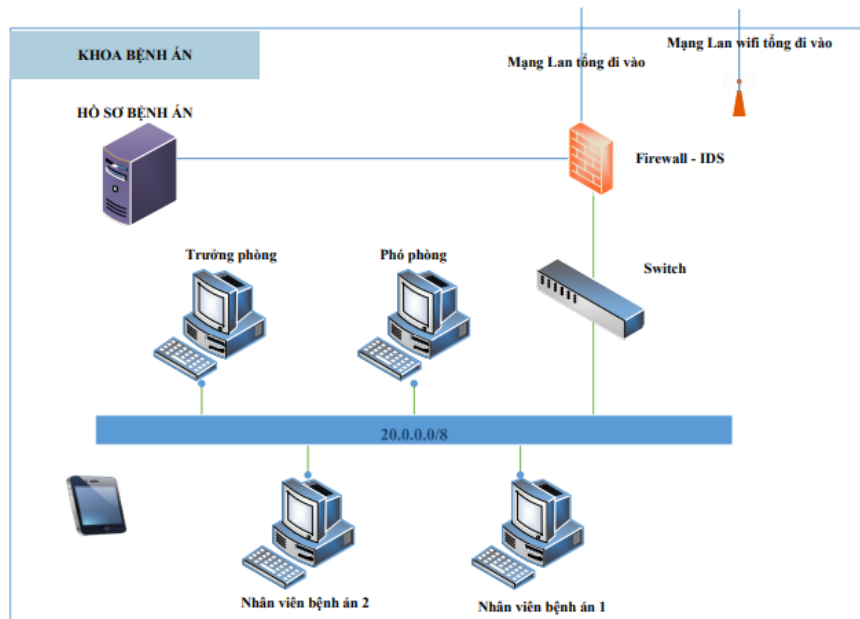 Mạng Lan wifi tổng đi vào
KHOA BỆNH ÁN
Mạng Lan tổng đi vào
HỒ SƠ BỆNH ÁN
Firewall - IDS
Trưởng phòng
Phó phòng
Switch
20.0.0.0/8
Nhân viên bệnh án 2
Nhân viên bệnh án 1